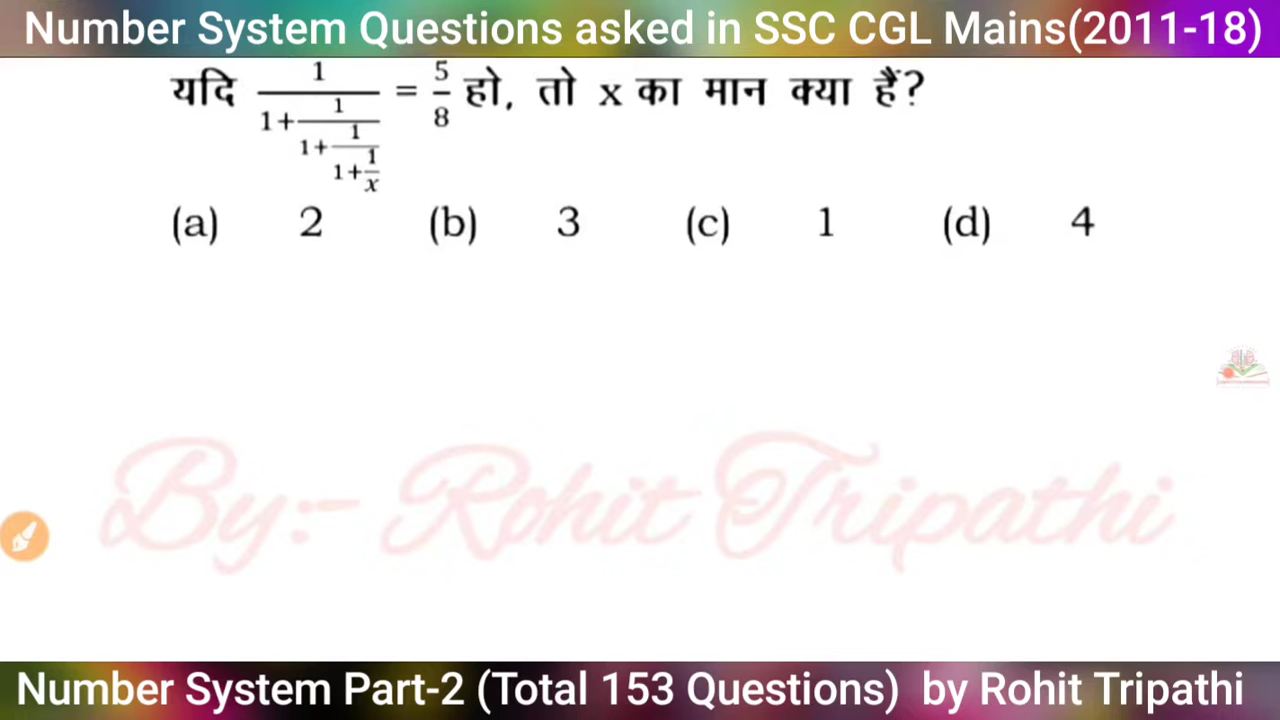 Number System Questions asked in SSC CGL Mains(2011-18)
यदि 1/(1+1/(1+1/(1+1/x))) = 5/8 हो, तो x का मान क्या हैं?
(a) 2 (b) 3 (c) 1 (d) 4
By:- Rohit Tripathi
Number System Part-2 (Total 153 Questions) by Rohit Tripathi